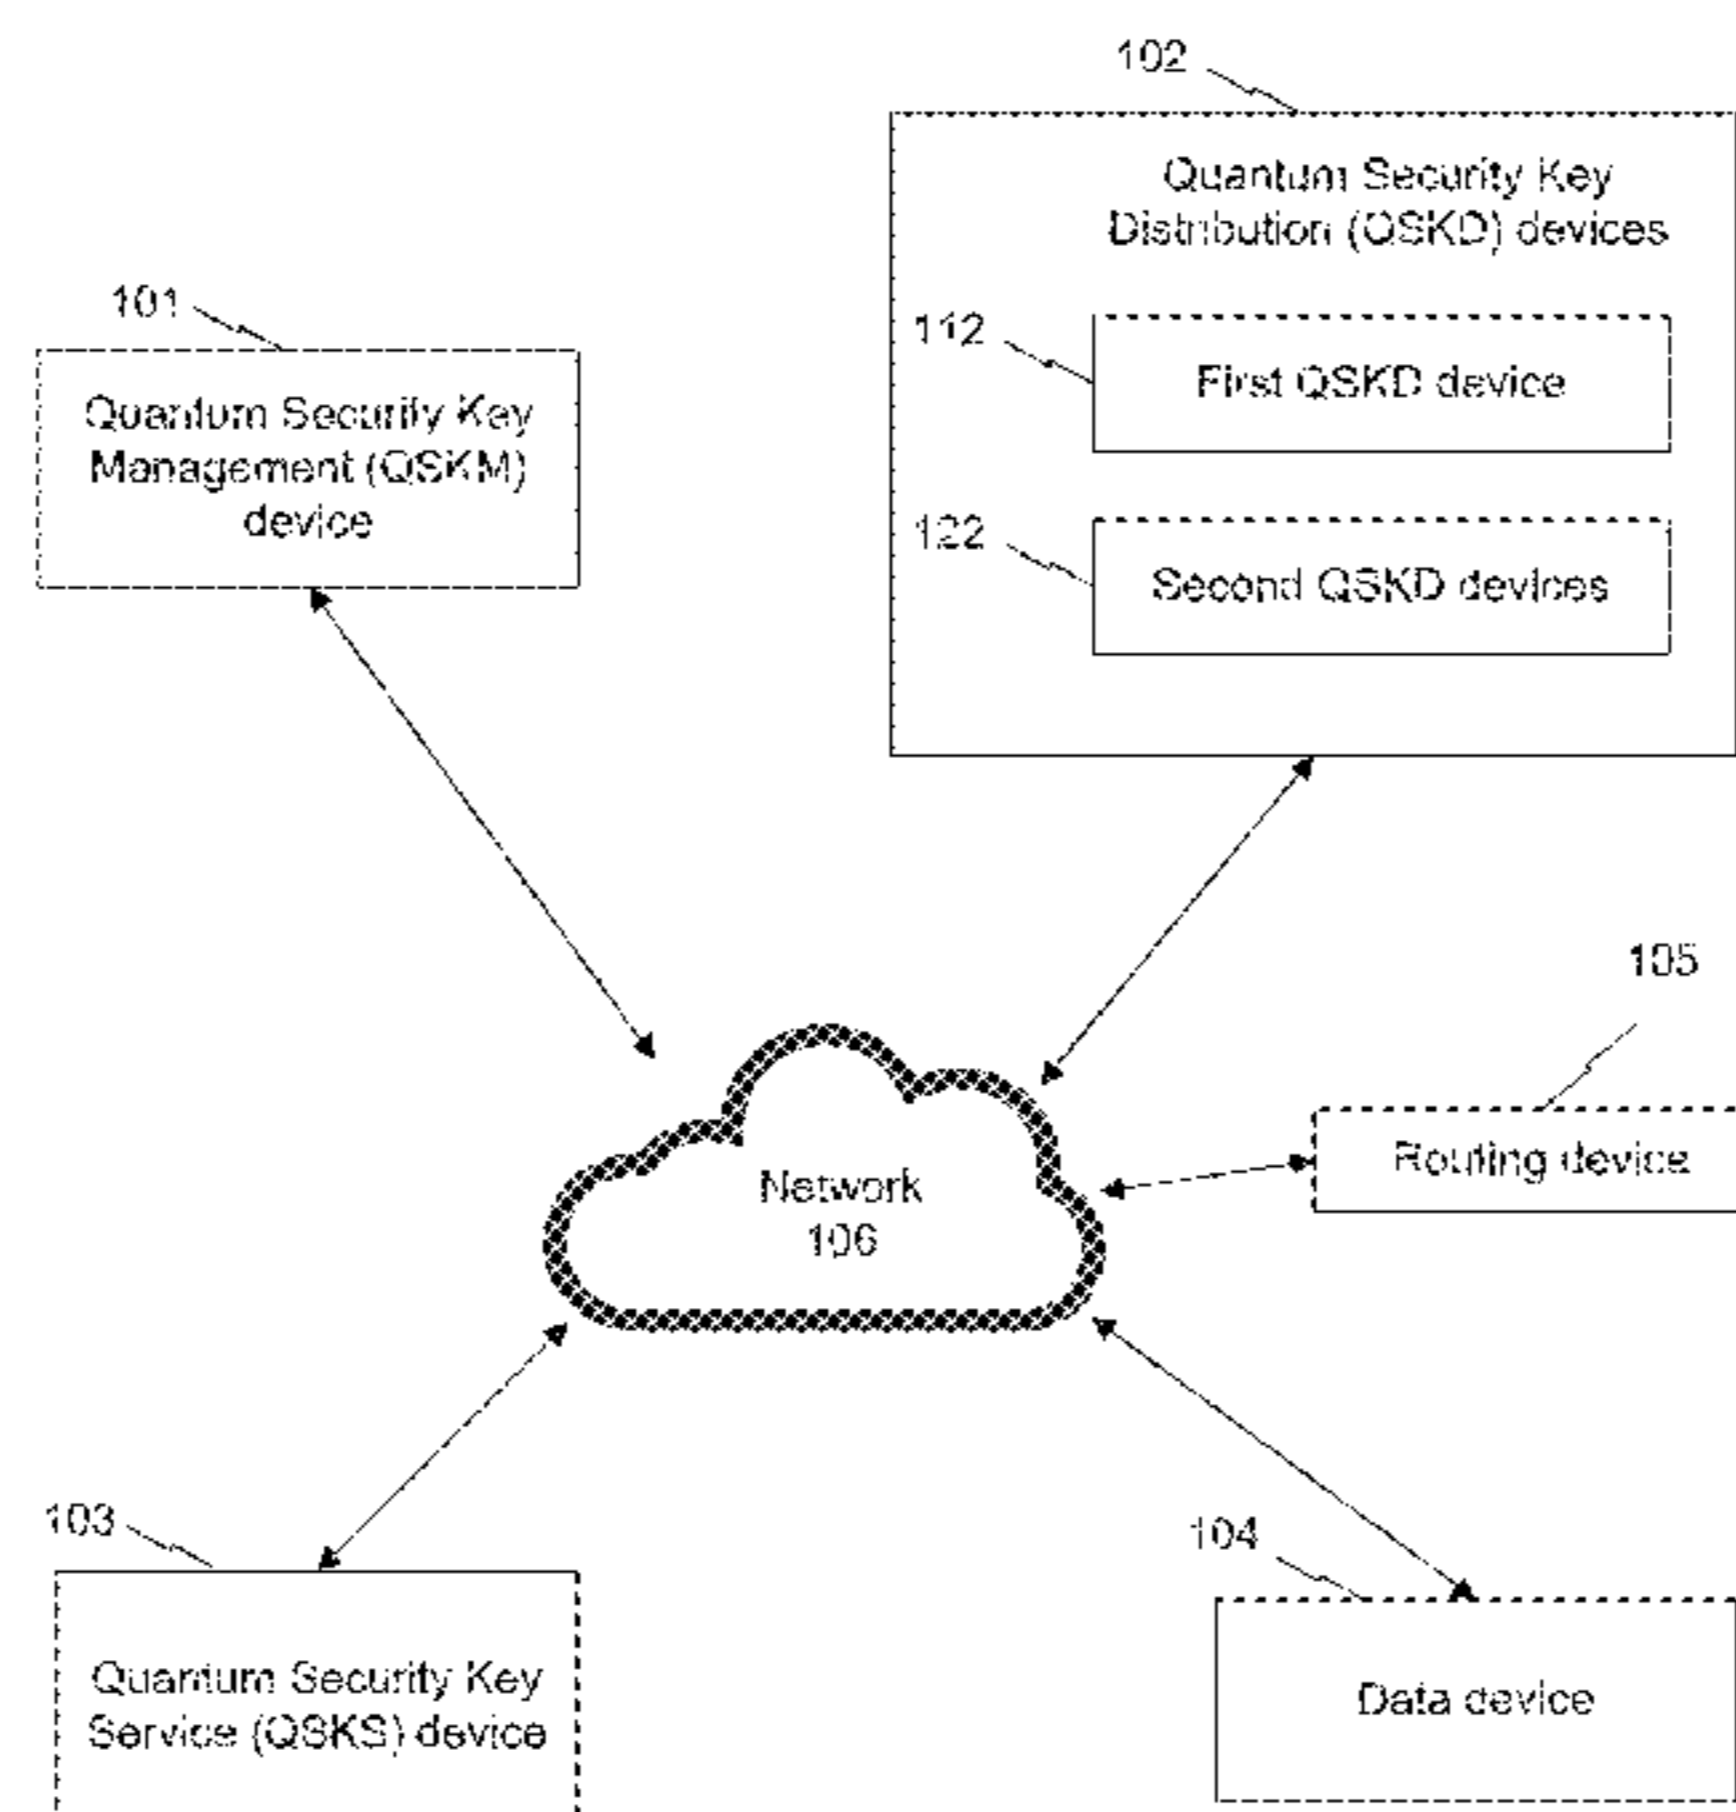 102
Quantum Security Key
Distribution (QSKD) devices
101
112
First QSKD device
Quantum Security Key
Management (QSKM)
device
122
Second QSKD devices
105
Routing device
Network
106
103
104
Quantum Security Key
Service (QSKS) device
Data device